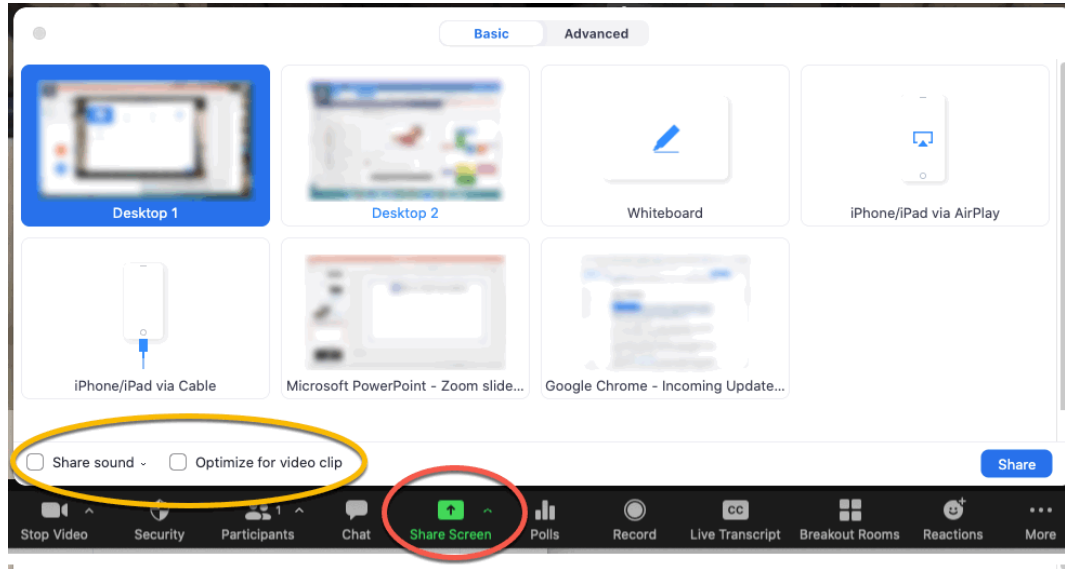 Basic Advanced
Desktop 1 Desktop 2 Whiteboard iPhone/iPad via AirPlay
iPhone/iPad via Cable Microsoft PowerPoint - Zoom slide... Google Chrome - Incoming Update...
Share sound Optimize for video clip Share
1 CC
Stop Video Security Participants Chat Share Screen Polls Record Live Transcript Breakout Rooms Reactions More